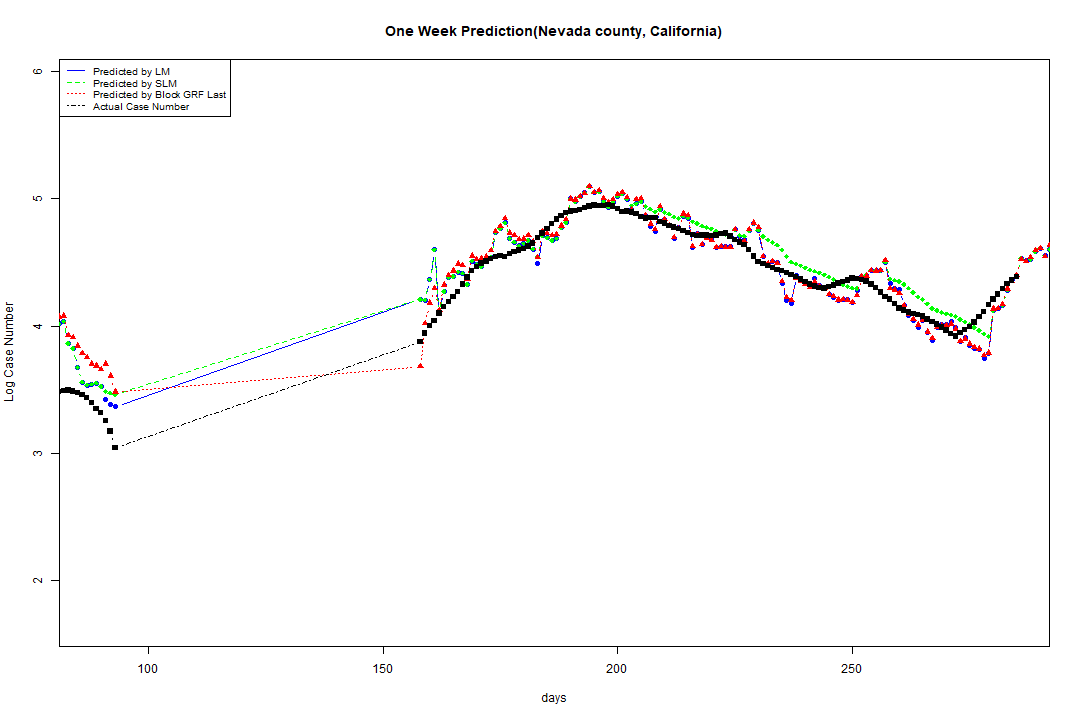 One Week Prediction(Nevada county, California)
Predicted by LM
Predicted by SLM
Predicted by Block GRF Last
Actual Case Number
Log Case Number
6
5
4
3
2
100 150 200 250
days